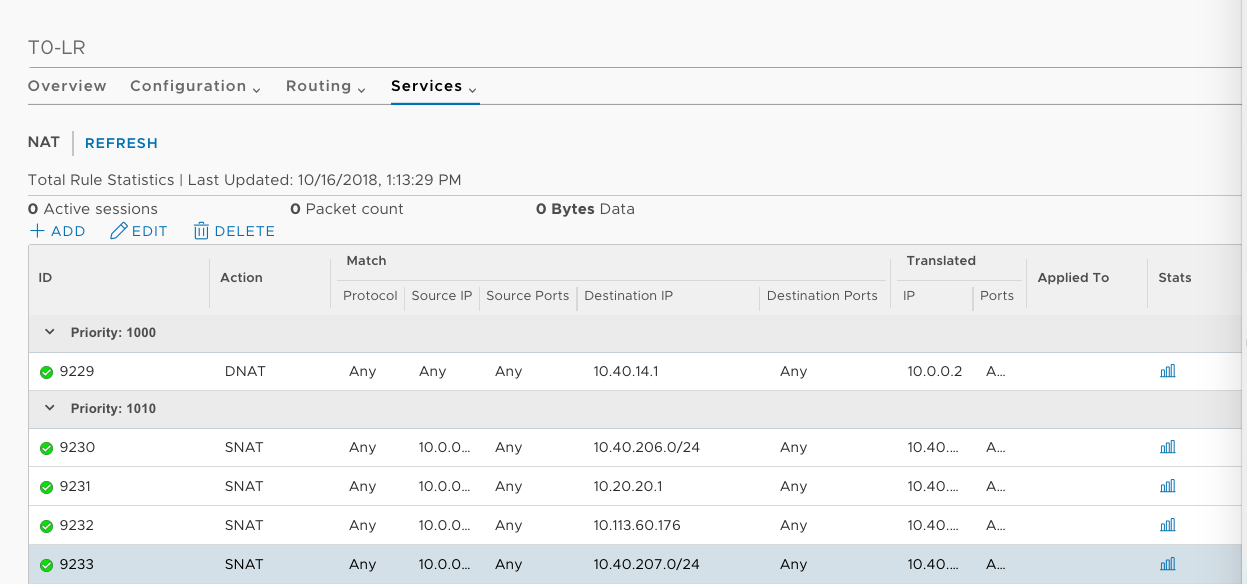 T0-LR
Overview Configuration Routing Services
NAT REFRESH
Total Rule Statistics | Last Updated: 10/16/2018, 1:13:29 PM
0 Active sessions 0 Packet count 0 Bytes Data
+ ADD EDIT DELETE
ID Action Match Translated Applied To Stats
Protocol Source IP Source Ports Destination IP Destination Ports IP Ports
Priority: 1000
9229 DNAT Any Any Any 10.40.14.1 Any 10.0.0.2 A...
Priority: 1010
9230 SNAT Any 10.0.0... Any 10.40.206.0/24 Any 10.40.... A...
9231 SNAT Any 10.0.0... Any 10.20.20.1 Any 10.40.... A...
9232 SNAT Any 10.0.0... Any 10.113.60.176 Any 10.40.... A...
9233 SNAT Any 10.0.0... Any 10.40.207.0/24 Any 10.40.... A...